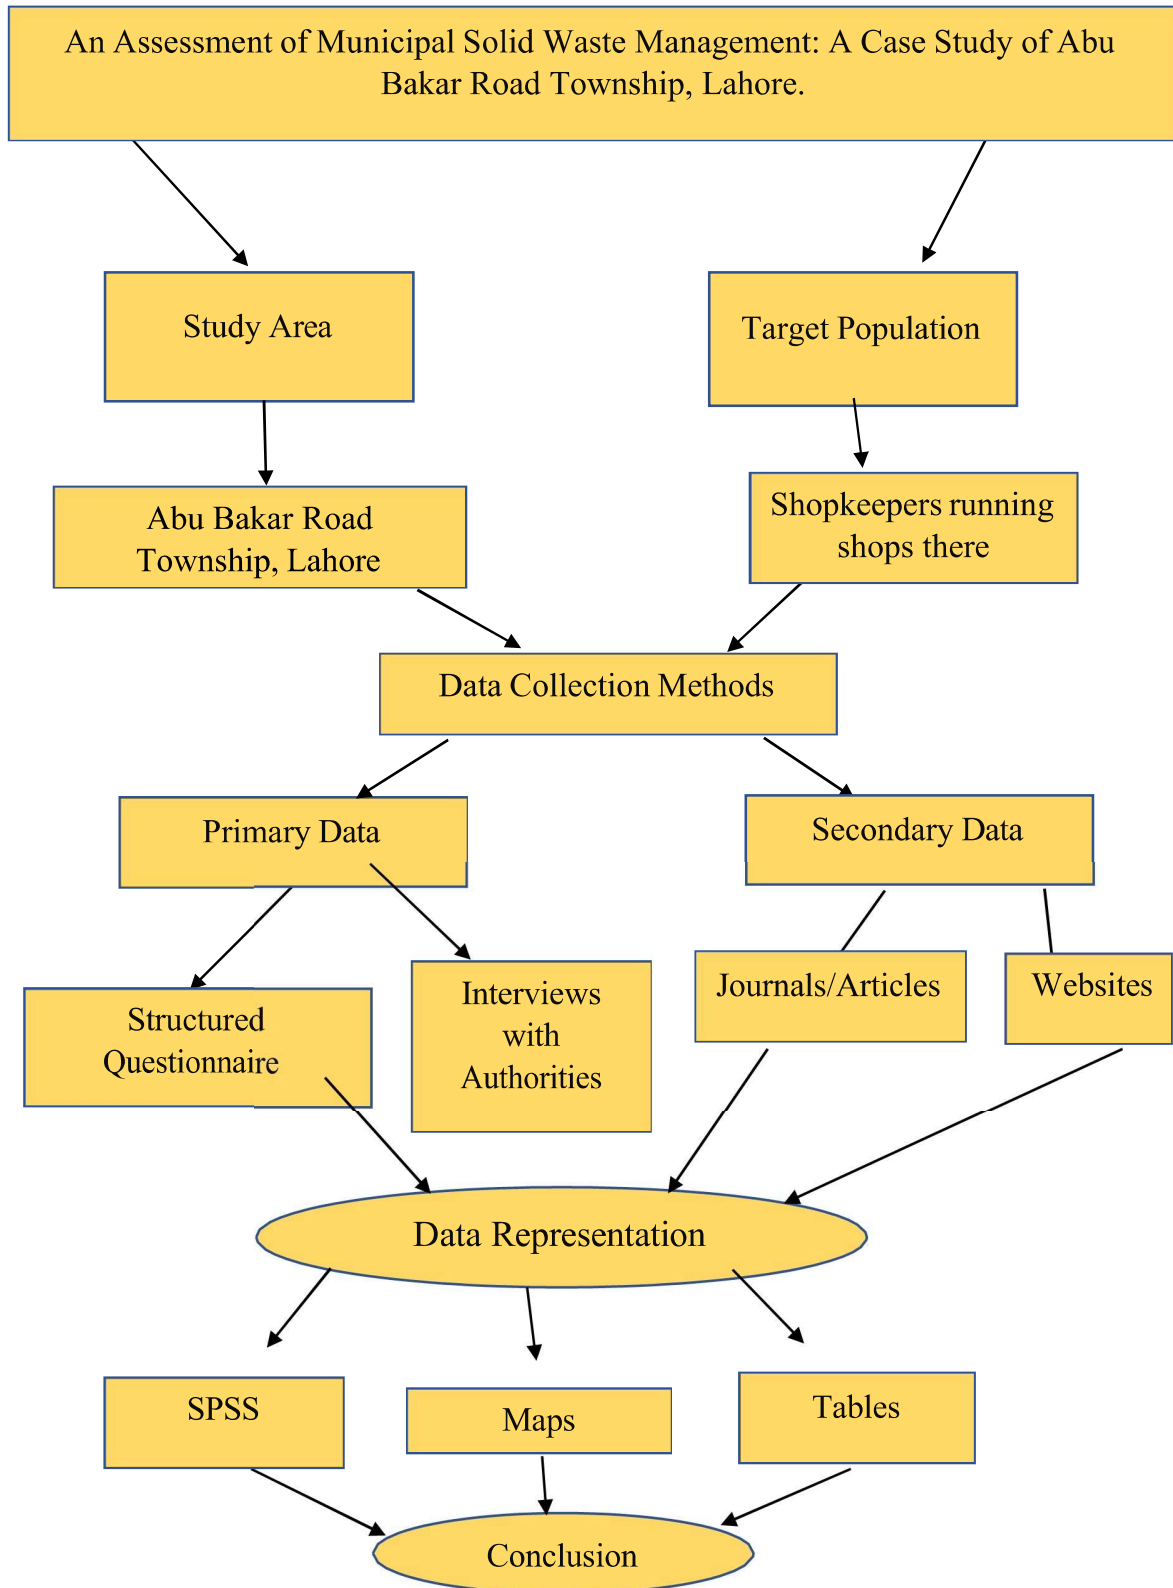 An Assessment of Municipal Solid Waste Management: A Case Study of Abu
Bakar Road Township, Lahore.
Study Area
Target Population
Abu Bakar Road
Township, Lahore
Shopkeepers running
shops there
Data Collection Methods
Primary Data
Secondary Data
Structured
Questionnaire
Interviews
with
Authorities
Journals/Articles
Websites
Data Representation
SPSS
Maps
Tables
Conclusion